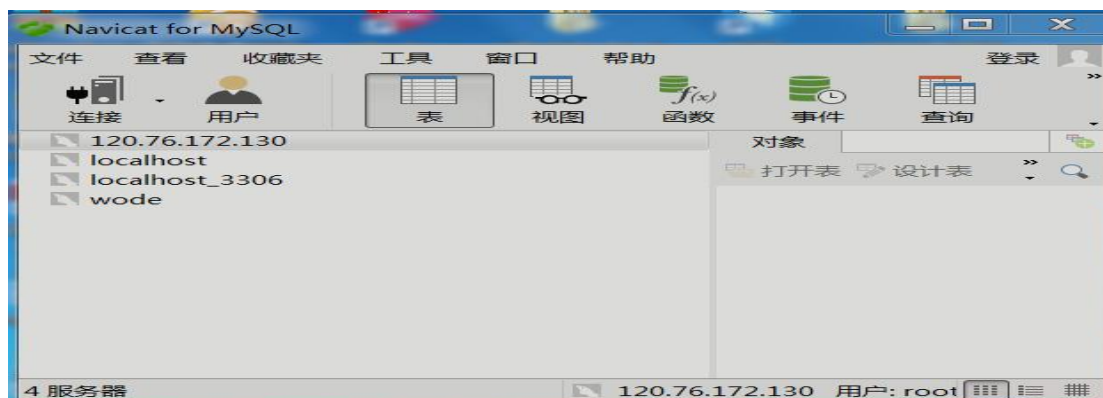 Navicat for MySQL
文件 查看 收藏夹 工具 窗口 帮助 登录
连接 用户 表 视图 f(x) 函数 事件 查询
120.76.172.130 对象
localhost
打开表 设计表
localhost_3306
wode
4 服务器 120.76.172.130 用户: root